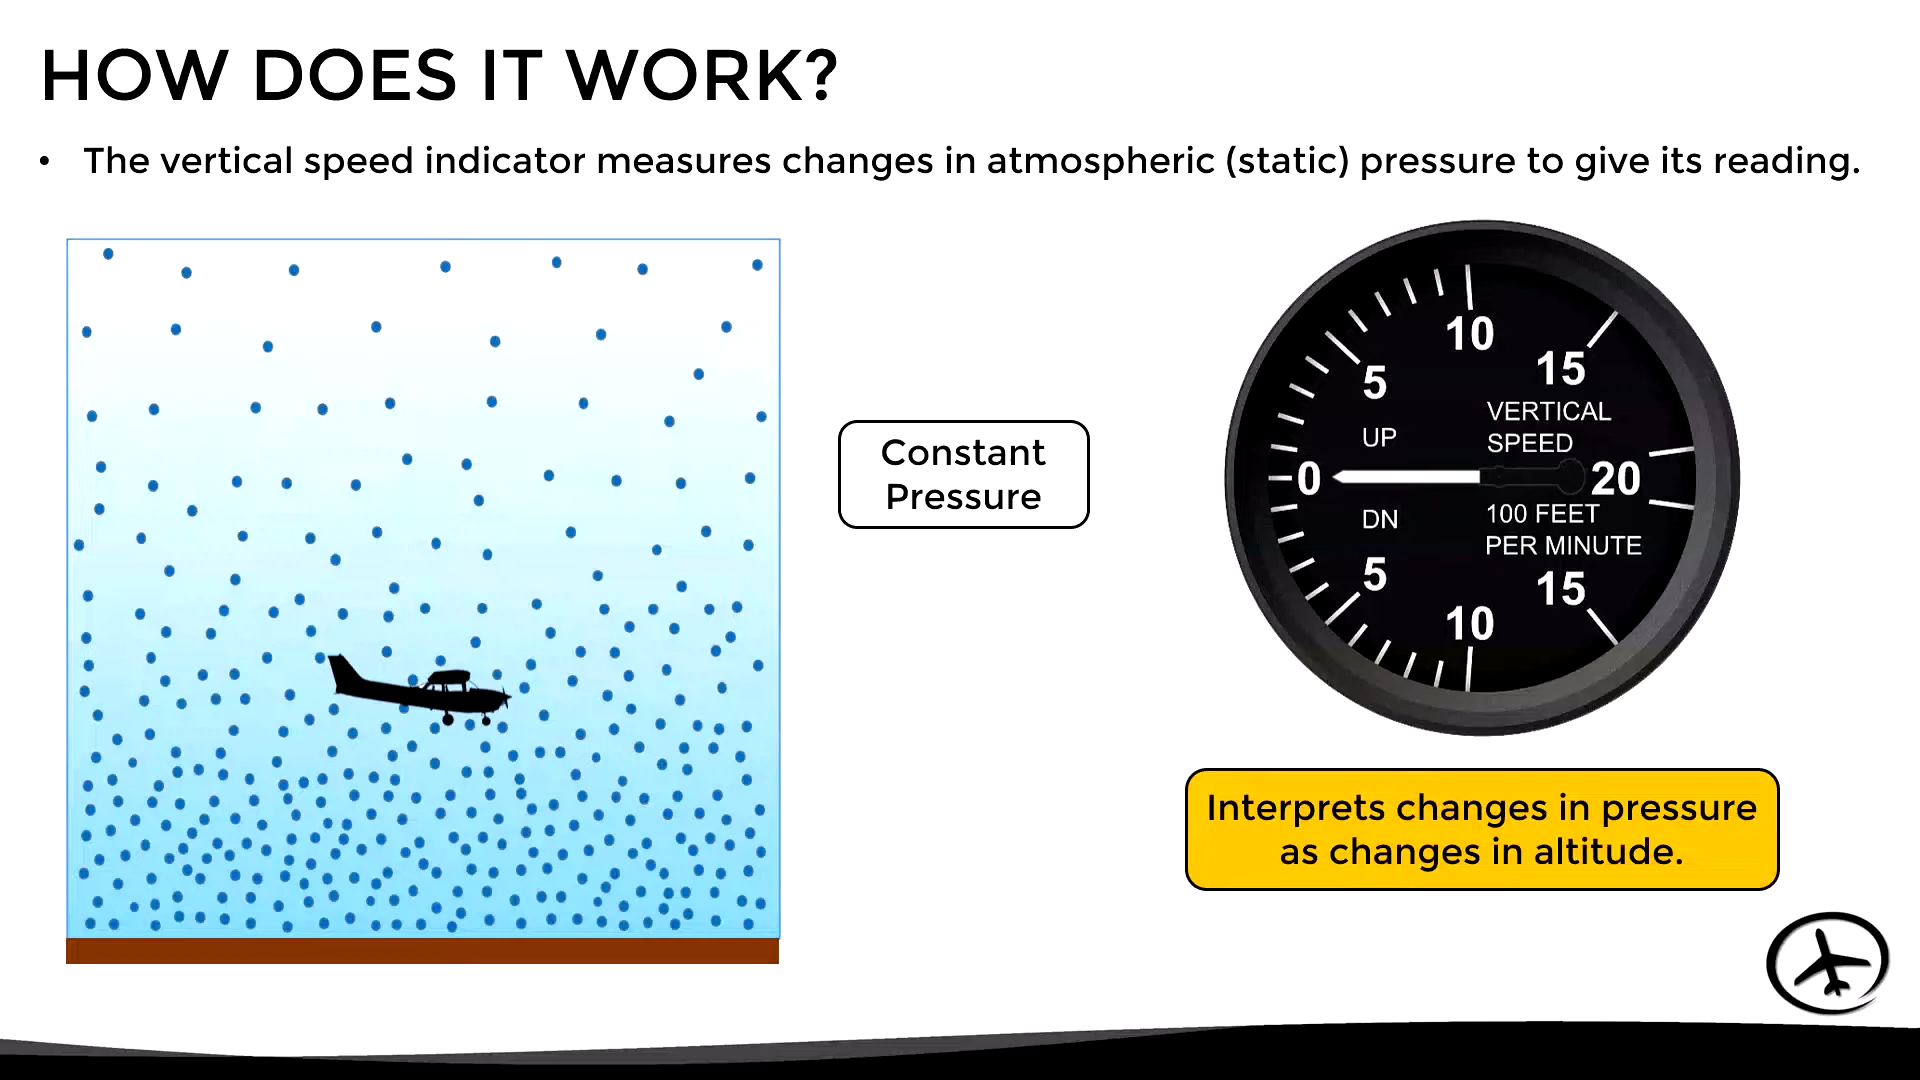 HOW DOES IT WORK?
• The vertical speed indicator measures changes in atmospheric (static) pressure to give its reading.
Constant
Pressure
10
15
5
VERTICAL
SPEED
UP
0
20
DN
100 FEET
PER MINUTE
5
15
10
Interprets changes in pressure
as changes in altitude.